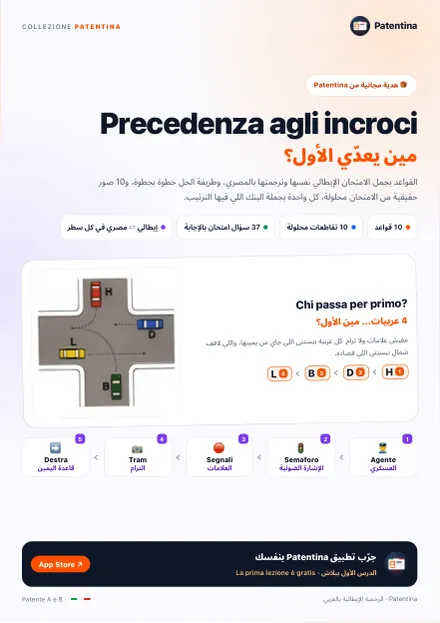 COLLEZIONE PATENTINA
Patentina
هدية مجانية من Patentina
Precedenza agli incroci
مين يعدّي الأول؟
القواعد بجمل الامتحان الإيطالي نفسها وترجمتها بالمصري، وطريقة الحل خطوة بخطوة، و10 صور
حقيقية من الامتحان محلولة، كل واحدة بجملة البنك اللي فيها الترتيب.
10 قواعد
10 تقاطعات محلولة
37 سؤال امتحان بالإجابة
إيطالي ⇄ مصري في كل سطر
H
D
L
B
Chi passa per primo?
4 عربيات... مين الأول؟
مفيش علامات ولا ترام. كل عربية بتستنى اللي جاي من يمينها، واللي لافف
شمال بيستنى اللي قصاده.
H 1 › D 2 › B 3 › L 4
1
Agente
العسكري
2
Semaforo
الإشارة الضوئية
3
Segnali
العلامات
4
Tram
الترام
5
Destra
قاعدة اليمين
جرّب تطبيق Patentina بنفسك
الدرس الأول ببلاش · La prima lezione è gratis
App Store ↗
Patentina · الرخصة الإيطالية بالعربي
Patente A e B ·